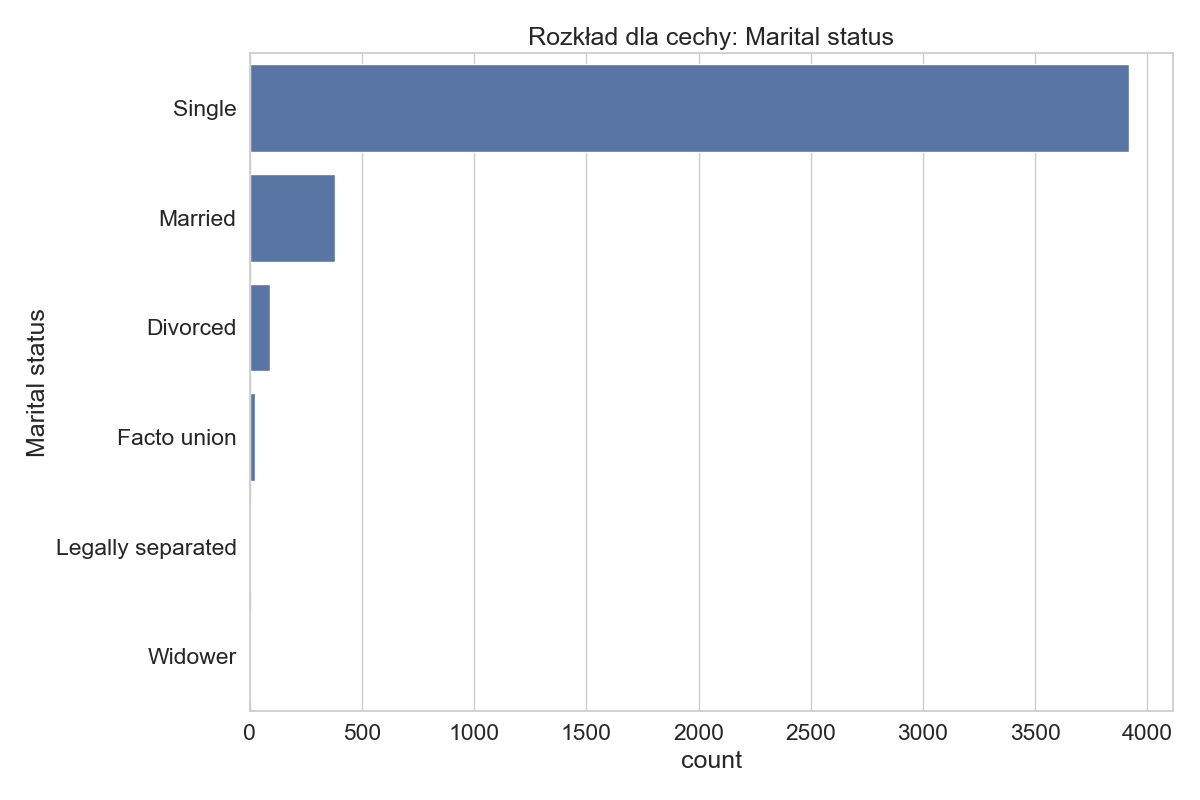 Rozkład dla cechy: Marital status
Marital status
Single
Married
Divorced
Facto union
Legally separated
Widower
0 500 1000 1500 2000 2500 3000 3500 4000
count